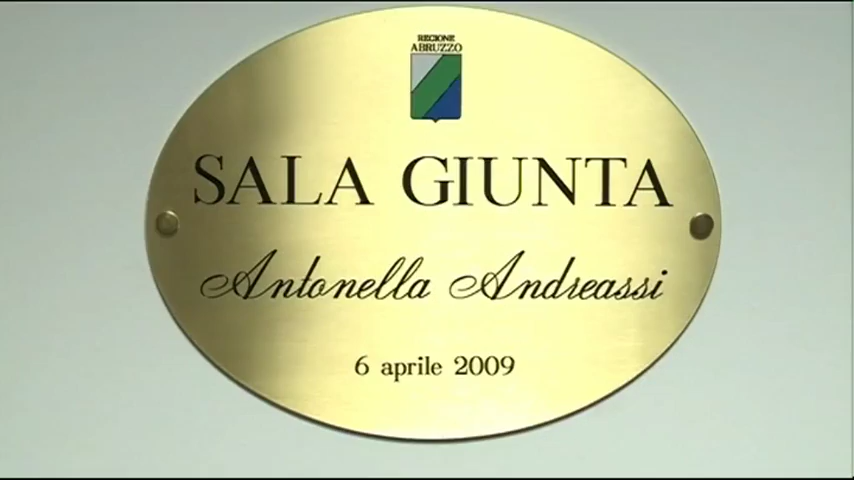 REGIONE
ABRUZZO
SALA GIUNTA
Antonella Andreassi
6 aprile 2009